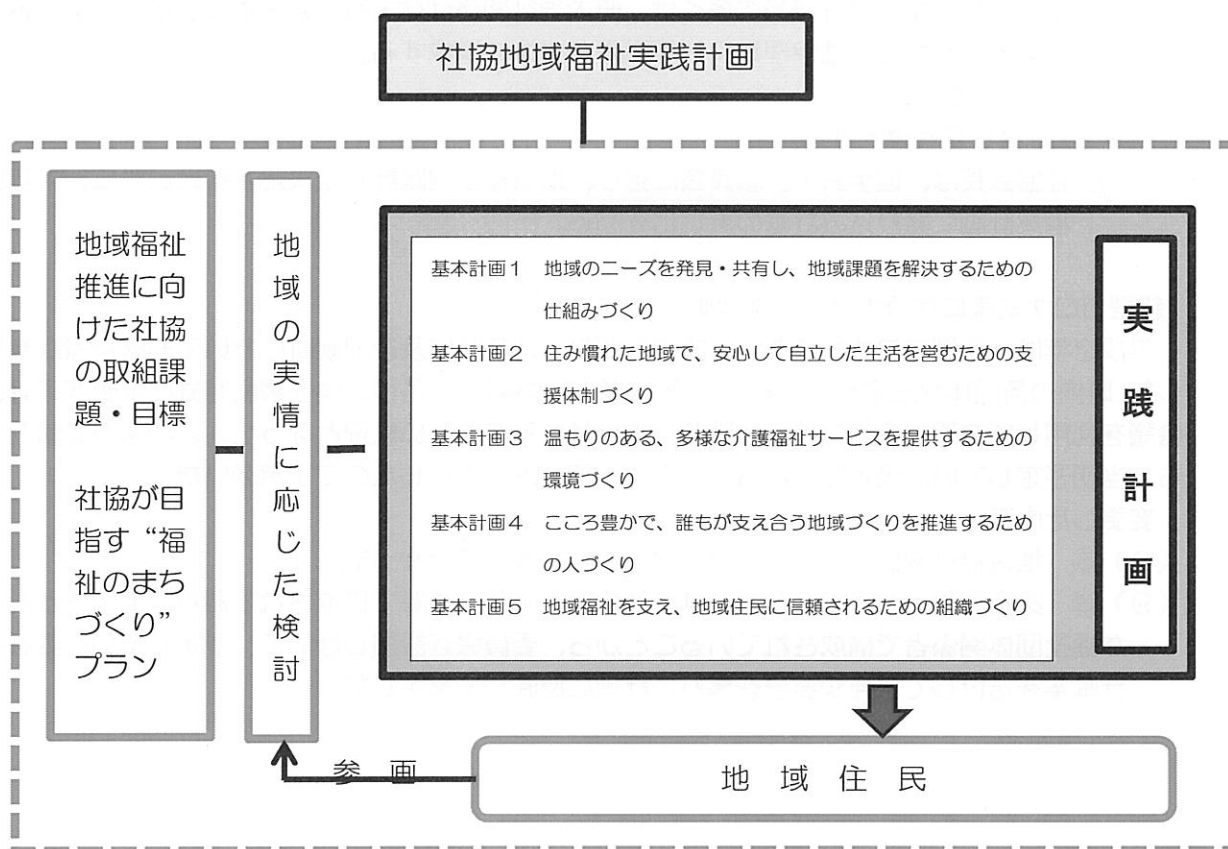 社協地域福祉実践計画
地域福祉
推進に向
けた社協
の取組課
題・目標
社協が目
指す“福
祉のまち
づくり”
プラン
地域の実情に応じた検討
基本計画1 地域のニーズを発見・共有し、地域課題を解決するための
仕組みづくり
基本計画2 住み慣れた地域で、安心して自立した生活を営むための支
援体制づくり
基本計画3 温もりのある、多様な介護福祉サービスを提供するための
環境づくり
基本計画4 こころ豊かで、誰もが支え合う地域づくりを推進するため
の人づくり
基本計画5 地域福祉を支え、地域住民に信頼されるための組織づくり
実践計画
参 画
地 域 住 民